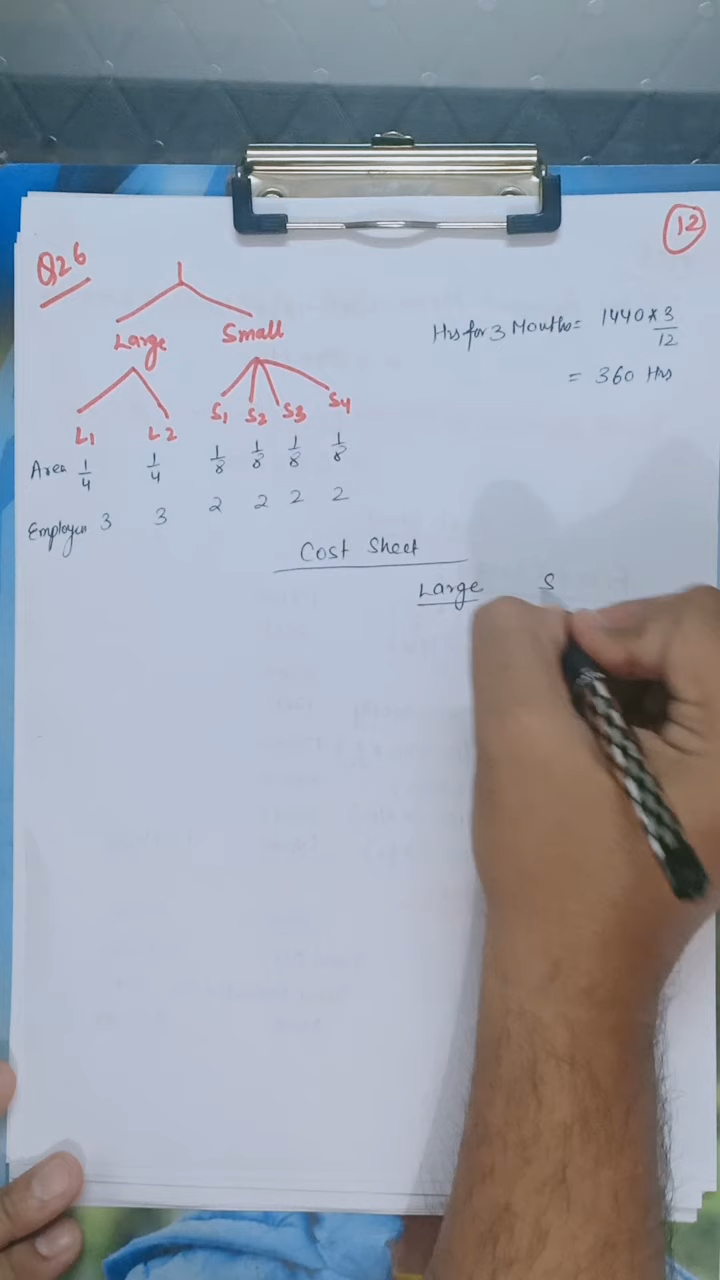 Q26
12
Large Small
Hrs for 3 Months = 1440 * 3/12
= 360 Hrs
L1 L2 S1 S2 S3 S4
Area 1/4 1/4 1/8 1/8 1/8 1/8
3 3 2 2 2 2
Cost Sheet
Large S